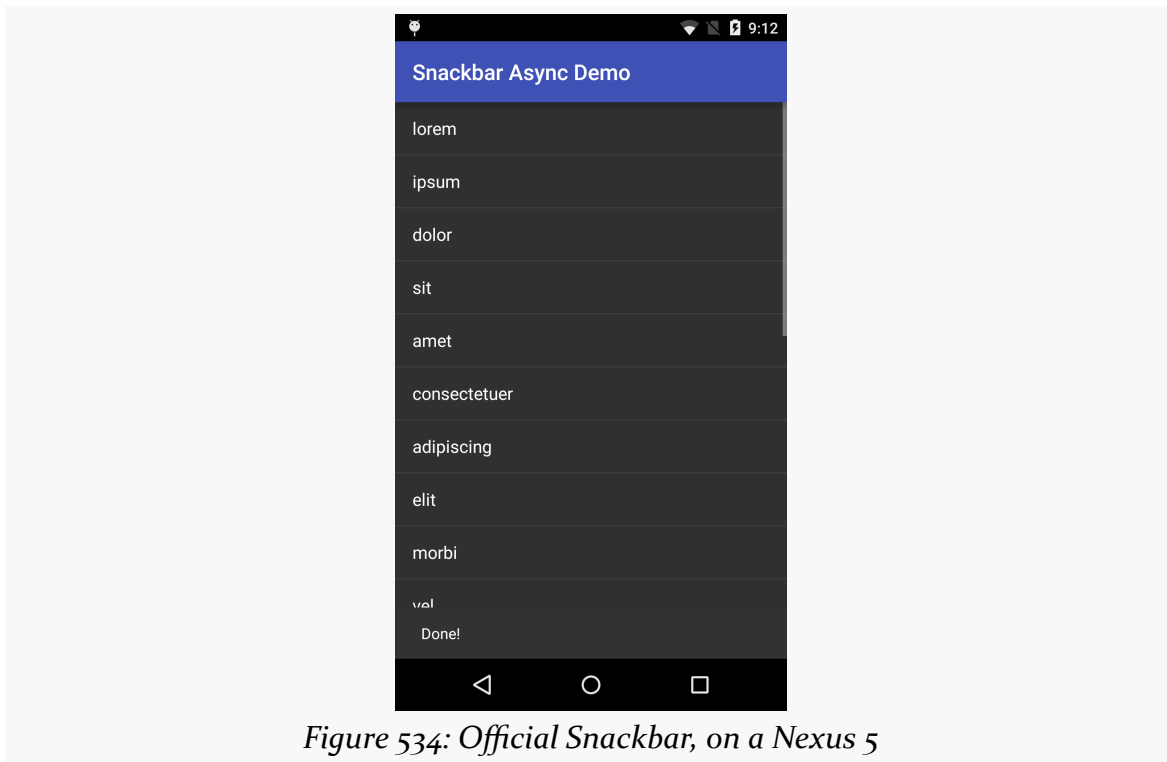 9:12
Snackbar Async Demo
lorem
ipsum
dolor
sit
amet
consectetuer
adipiscing
elit
morbi
vel
Done!
Figure 534: Official Snackbar, on a Nexus 5